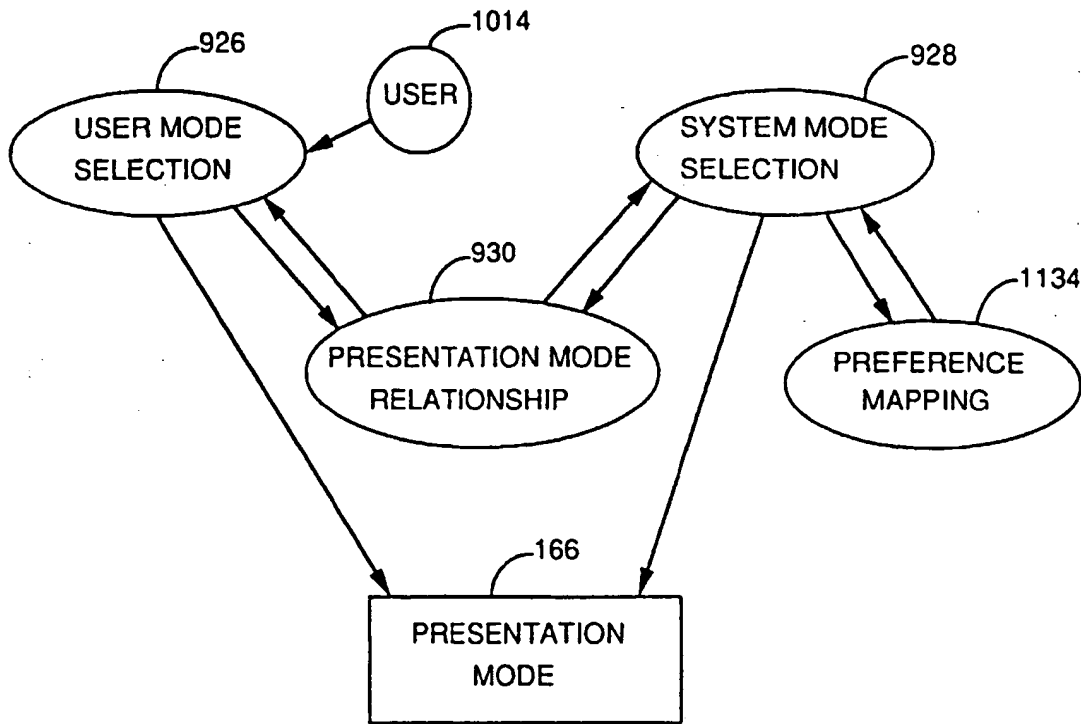 1014
926
928
USER
USER MODE
SELECTION
SYSTEM MODE
SELECTION
930
1134
PRESENTATION MODE
RELATIONSHIP
PREFERENCE
MAPPING
166
PRESENTATION
MODE